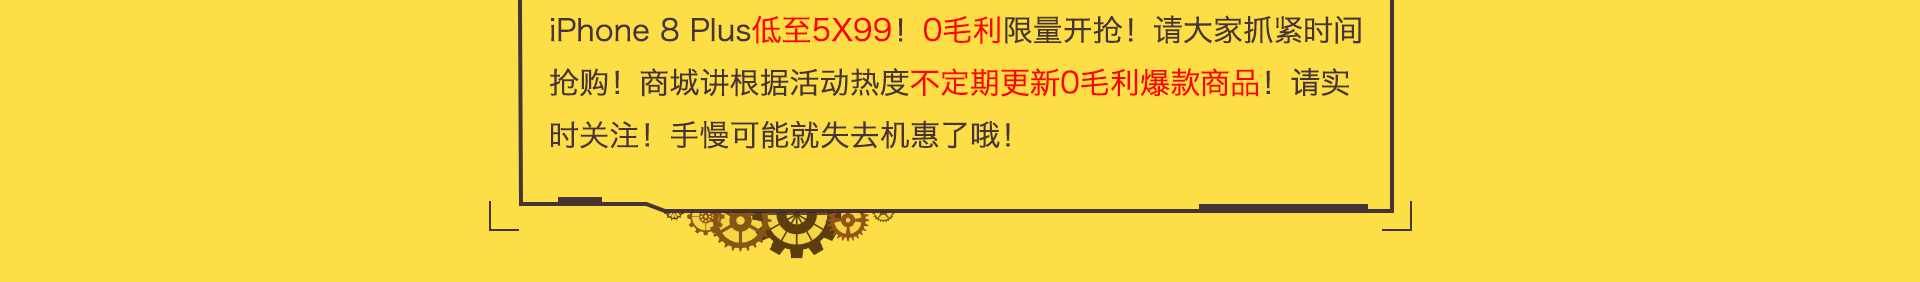 iPhone 8 Plus低至5X99！0毛利限量开抢！请大家抓紧时间
抢购！商城讲根据活动热度不定期更新0毛利爆款商品！请实
时关注！手慢可能就失去机惠了哦！